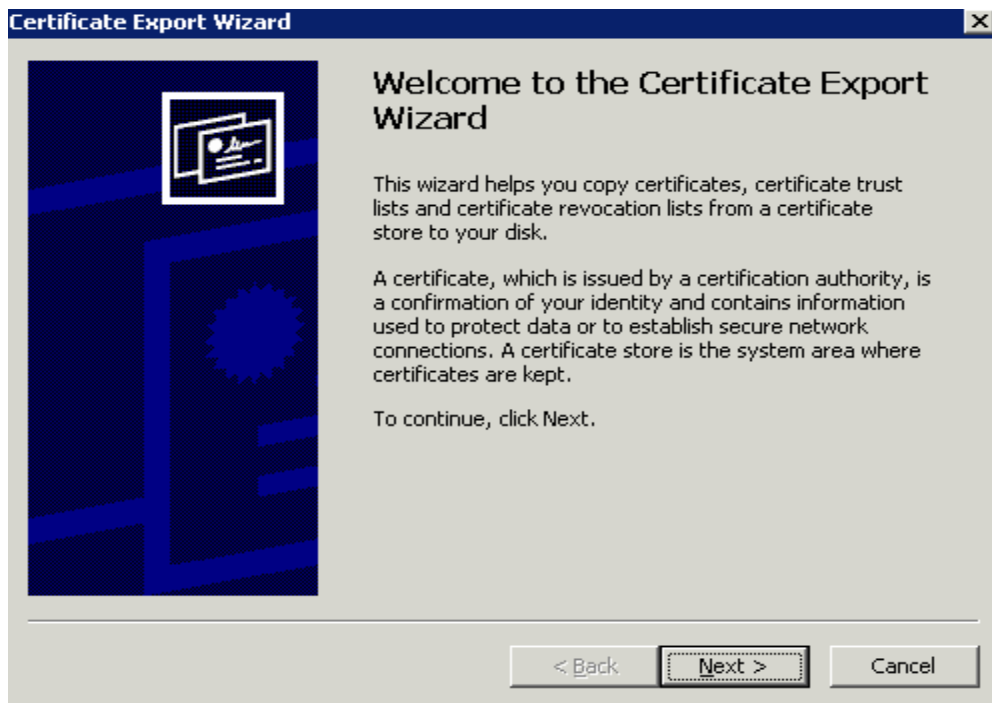 Certificate Export Wizard
Welcome to the Certificate Export
Wizard
This wizard helps you copy certificates, certificate trust
lists and certificate revocation lists from a certificate
store to your disk.
A certificate, which is issued by a certification authority, is
a confirmation of your identity and contains information
used to protect data or to establish secure network
connections. A certificate store is the system area where
certificates are kept.
To continue, click Next.
< Back
Next >
Cancel